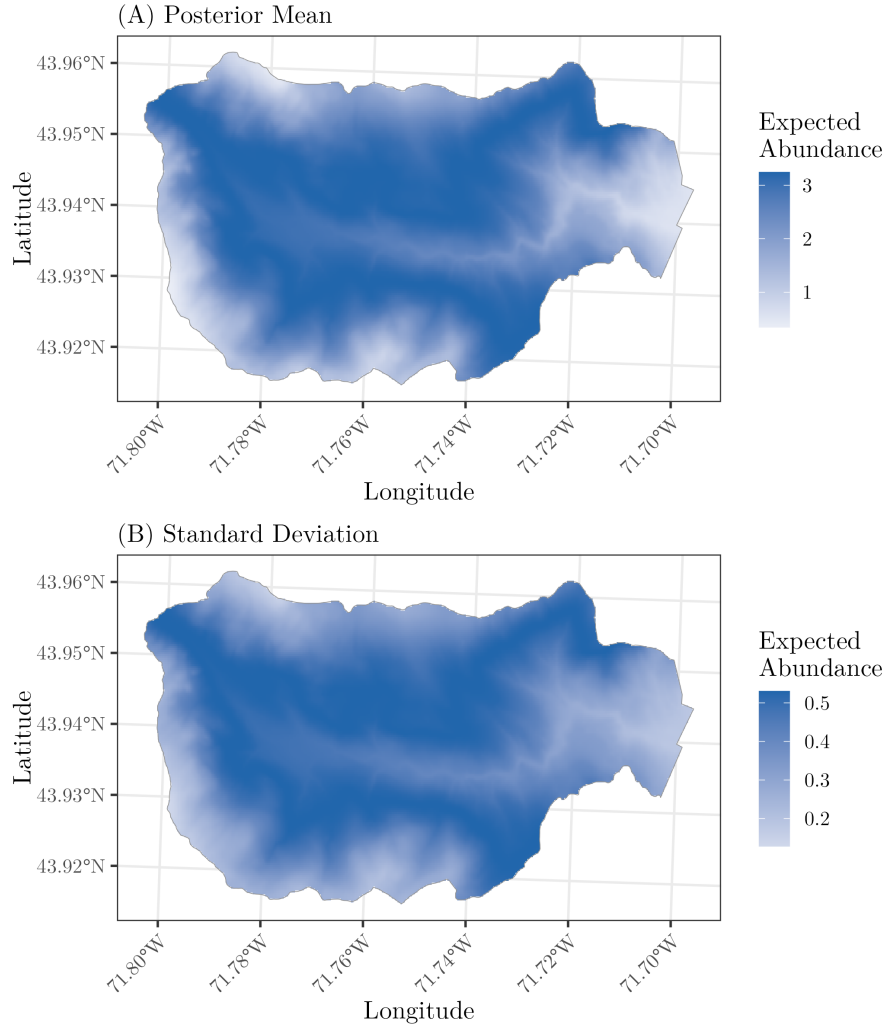 (A) Posterior Mean
43.96°N
43.95°N
43.94°N
43.93°N
43.92°N
Latitude
71.80°W
71.78°W
71.76°W
71.74°W
71.72°W
71.70°W
Longitude
Expected
Abundance
3
2
1
(B) Standard Deviation
43.96°N
43.95°N
43.94°N
43.93°N
43.92°N
Latitude
71.80°W
71.78°W
71.76°W
71.74°W
71.72°W
71.70°W
Longitude
Expected
Abundance
0.5
0.4
0.3
0.2